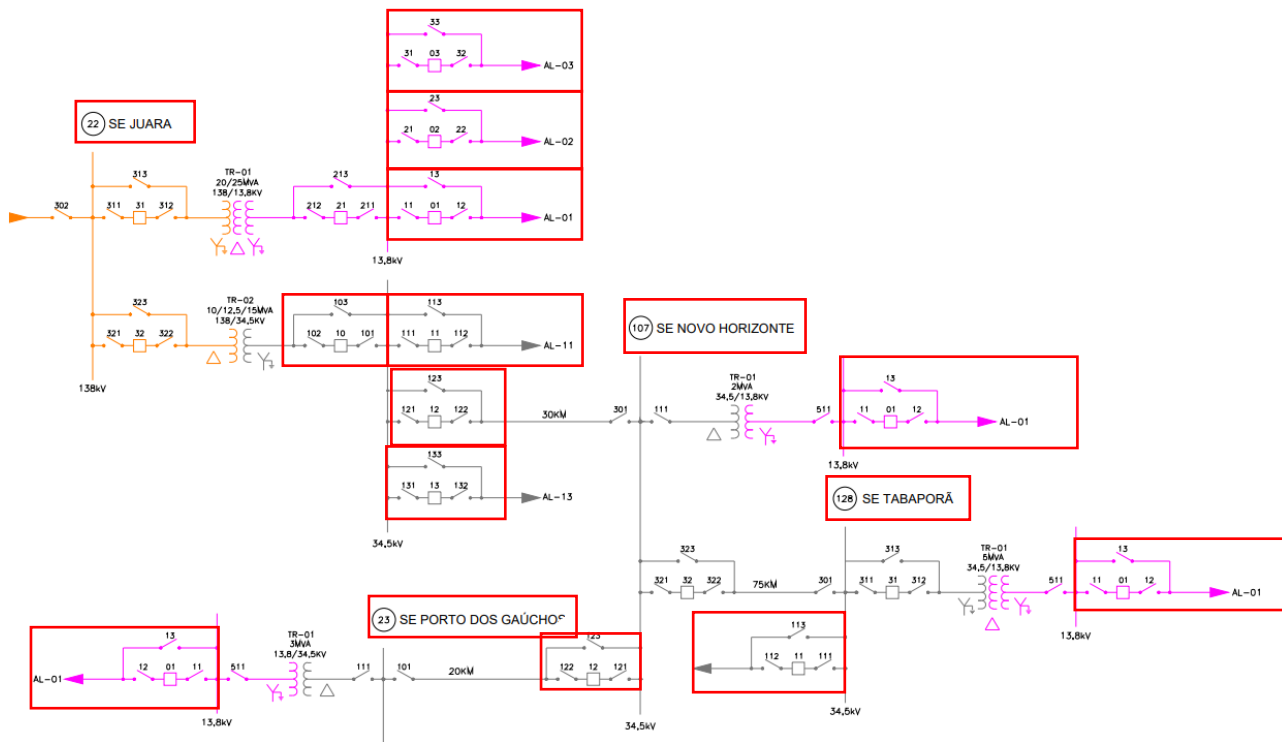 33
31 03 32
AL-03
23
21 02 22
AL-02
22 SE JUARA
TR-01
20/25MVA
138/13,8KV
313
213
13
302
311 31 312
212 21 211
11 01 12
AL-01
13.8kV
TR-02
10/12,5/15MVA
138/34,5KV
323
103
113
321 32 322
102 10 101
111 11 112
AL-11
138kV
107 SE NOVO HORIZONTE
123
121 12 122
30KM
301
111
TR-01
2MVA
34,5/13,8KV
511
13
11 01 12
AL-01
13.8kV
133
131 13 132
AL-13
34.5kV
128 SE TABAPORÃ
323
321 32 322
75KM
301
313
311 31 312
TR-01
5MVA
34,5/13,8KV
511
13
11 01 12
AL-01
13.8kV
23 SE PORTO DOS GAÚCHOS
13
12 01 11
AL-01
511
TR-01
3MVA
13,8/34,5KV
111
101
20KM
123
122 12 121
113
112 11 111
13.8kV
34.5kV
34.5kV